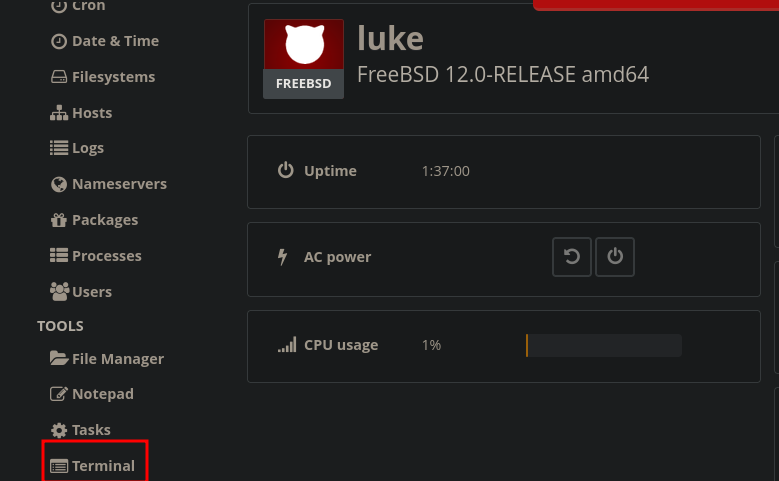 Cron
Date & Time
Filesystems
Hosts
Logs
Nameservers
Packages
Processes
Users
TOOLS
File Manager
Notepad
Tasks
Terminal
luke
FreeBSD 12.0-RELEASE amd64
FREEBSD
Uptime 1:37:00
AC power
CPU usage 1%